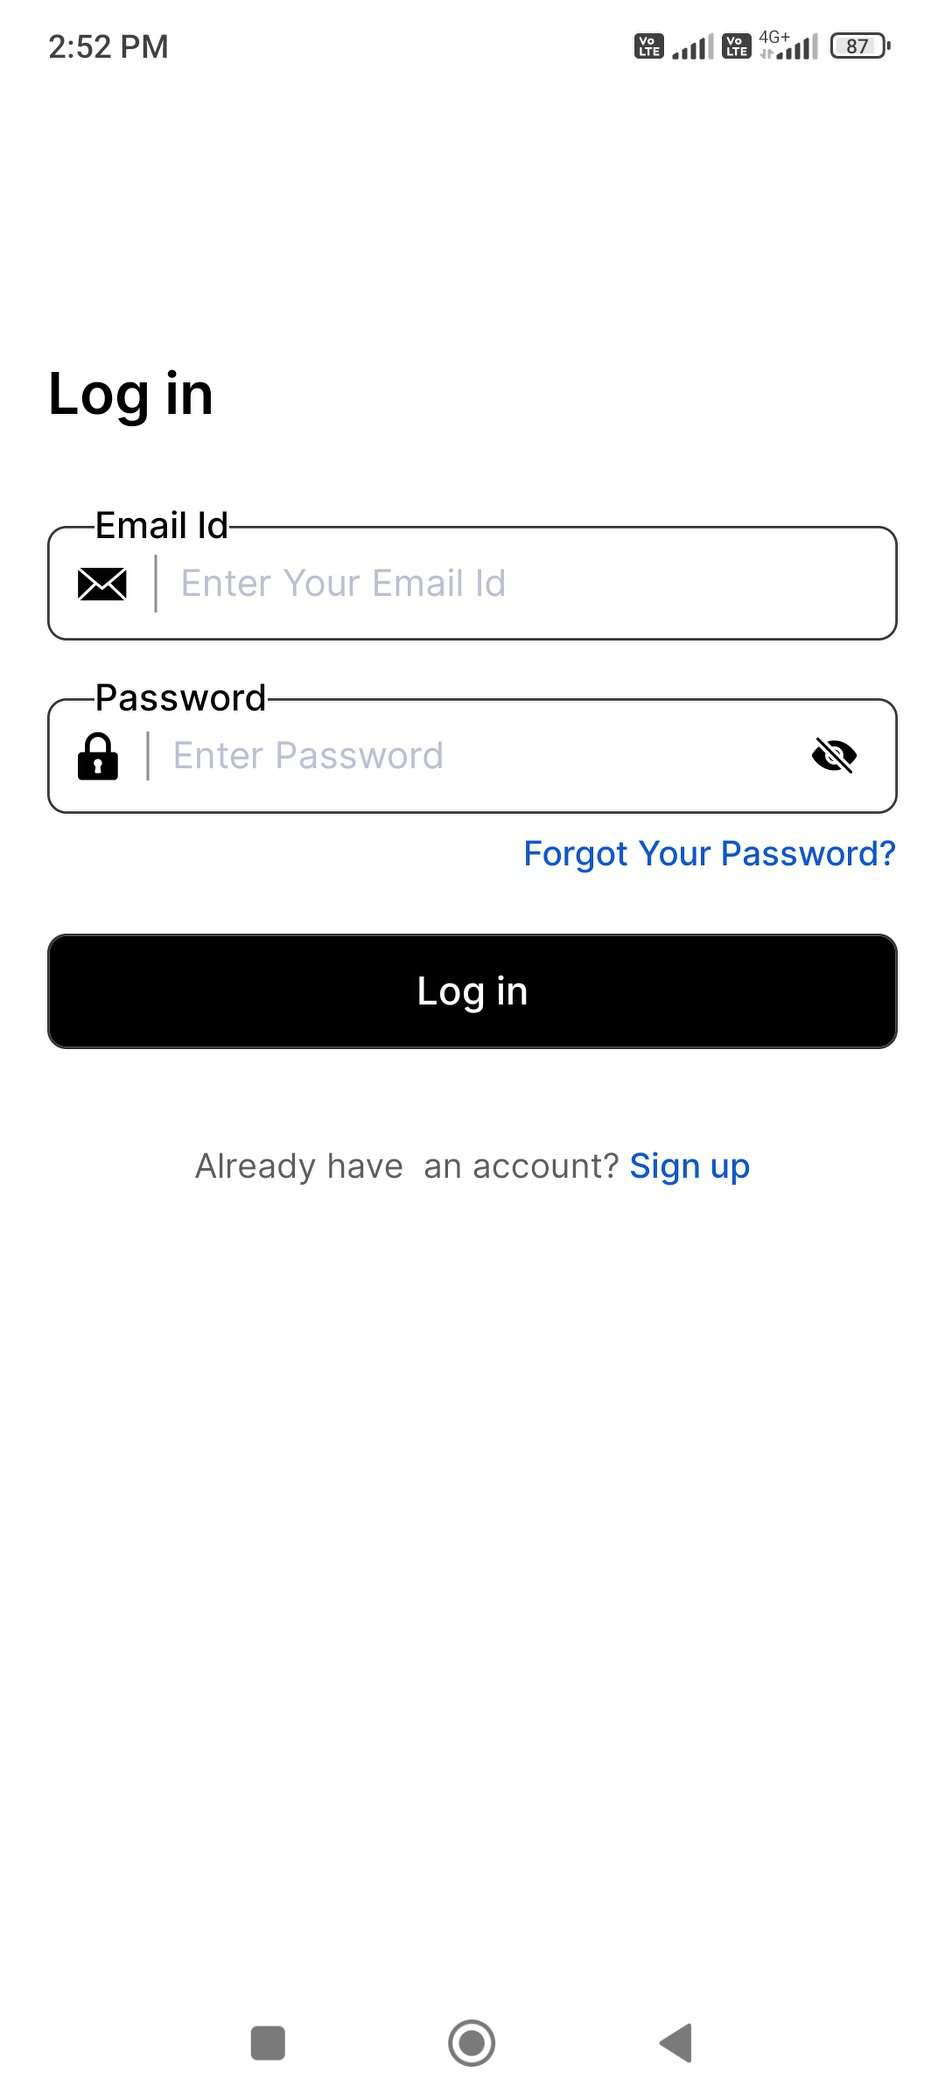 2:52 PM Vo LTE Vo LTE 4G+ 87
Log in
Email Id
Enter Your Email Id
Password
Enter Password
Forgot Your Password?
Log in
Already have  an account? Sign up